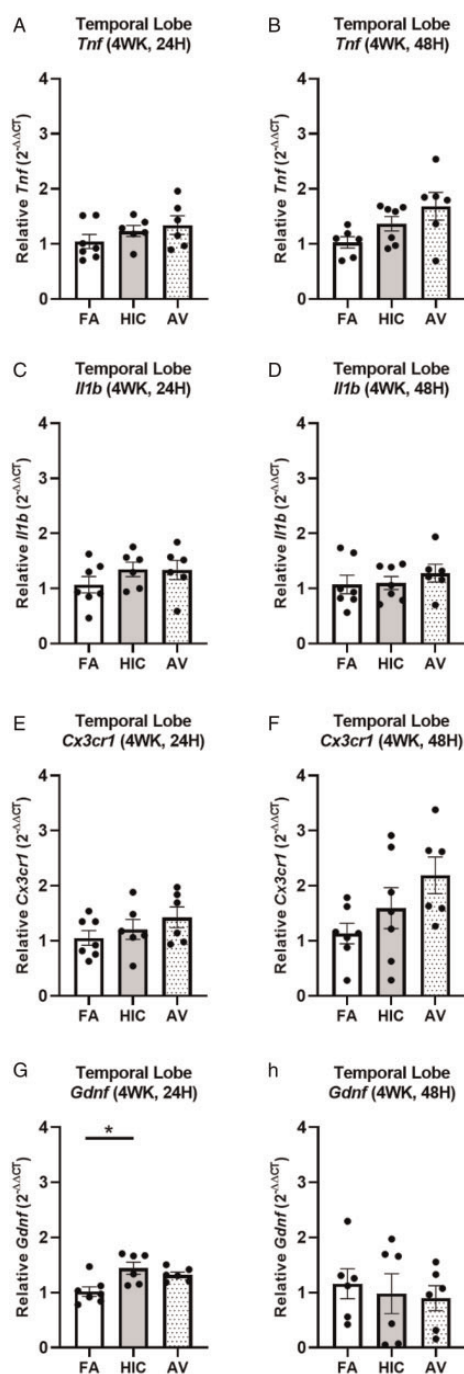 A
Temporal Lobe
Tnf (4WK, 24H)
Relative Tnf (2-ΔΔCT)
4
3
2
1
0
FA HIC AV
B
Temporal Lobe
Tnf (4WK, 48H)
Relative Tnf (2-ΔΔCT)
4
3
2
1
0
FA HIC AV
C
Temporal Lobe
Il1b (4WK, 24H)
Relative Il1b (2-ΔΔCT)
4
3
2
1
0
FA HIC AV
D
Temporal Lobe
Il1b (4WK, 48H)
Relative Il1b (2-ΔΔCT)
4
3
2
1
0
FA HIC AV
E
Temporal Lobe
Cx3cr1 (4WK, 24H)
Relative Cx3cr1 (2-ΔΔCT)
4
3
2
1
0
FA HIC AV
F
Temporal Lobe
Cx3cr1 (4WK, 48H)
Relative Cx3cr1 (2-ΔΔCT)
4
3
2
1
0
FA HIC AV
G
Temporal Lobe
Gdnf (4WK, 24H)
Relative Gdnf (2-ΔΔCT)
4
3
2
1
0
*
FA HIC AV
h
Temporal Lobe
Gdnf (4WK, 48H)
Relative Gdnf (2-ΔΔCT)
4
3
2
1
0
FA HIC AV